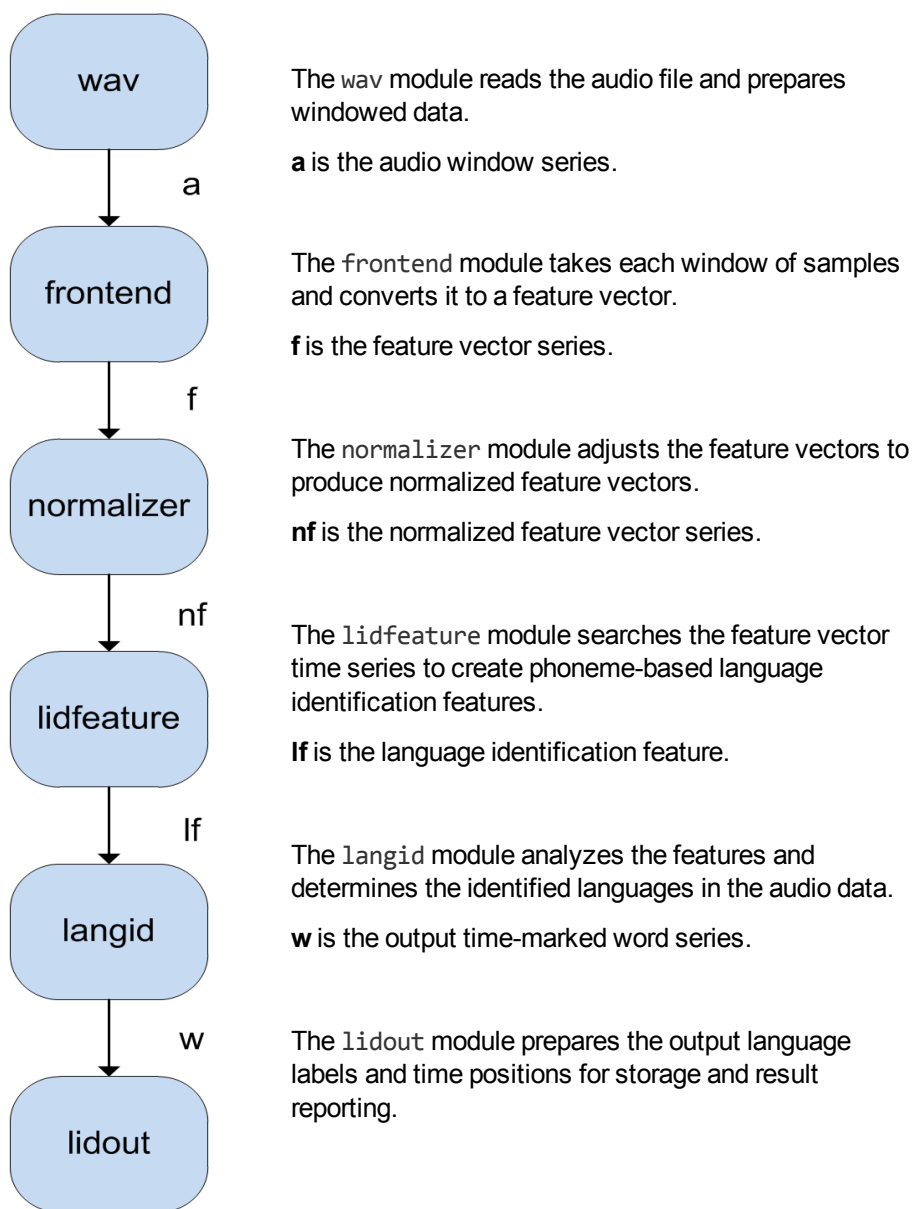 wav
The wav module reads the audio file and prepares
windowed data.
a is the audio window series.
a
frontend
The frontend module takes each window of samples
and converts it to a feature vector.
f is the feature vector series.
f
normalizer
The normalizer module adjusts the feature vectors to
produce normalized feature vectors.
nf is the normalized feature vector series.
nf
lidfeature
The lidfeature module searches the feature vector
time series to create phoneme-based language
identification features.
lf is the language identification feature.
lf
langid
The langid module analyzes the features and
determines the identified languages in the audio data.
w is the output time-marked word series.
w
lidout
The lidout module prepares the output language
labels and time positions for storage and result
reporting.